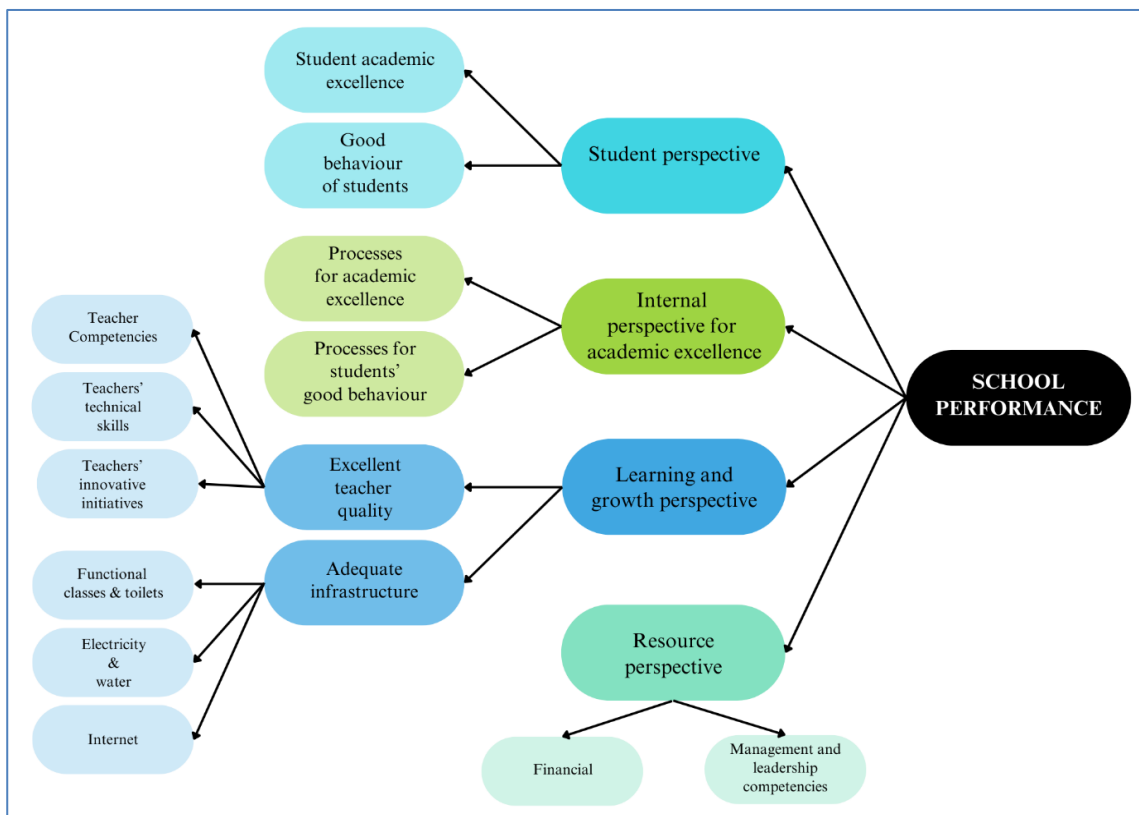 Student academic
excellence
Good
behaviour
of students
Student perspective
Processes
for academic
excellence
Processes for
students’
good behaviour
Internal
perspective for
academic excellence
SCHOOL
PERFORMANCE
Teacher
Competencies
Teachers’
technical
skills
Teachers’
innovative
initiatives
Excellent
teacher
quality
Learning and
growth perspective
Functional
classes & toilets
Electricity
&
water
Internet
Adequate
infrastructure
Resource
perspective
Financial
Management and
leadership
competencies